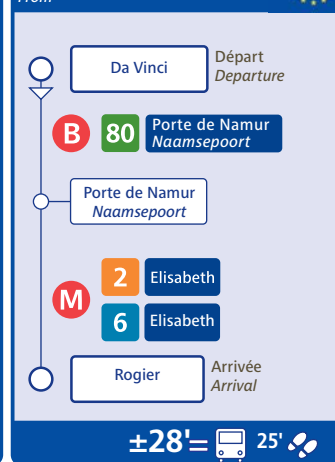 From
Da Vinci
Départ
Departure
B 80 Porte de Namur
Naamsepoort
Porte de Namur
Naamsepoort
M
2 Elisabeth
6 Elisabeth
Rogier
Arrivée
Arrival
±28'= 25'